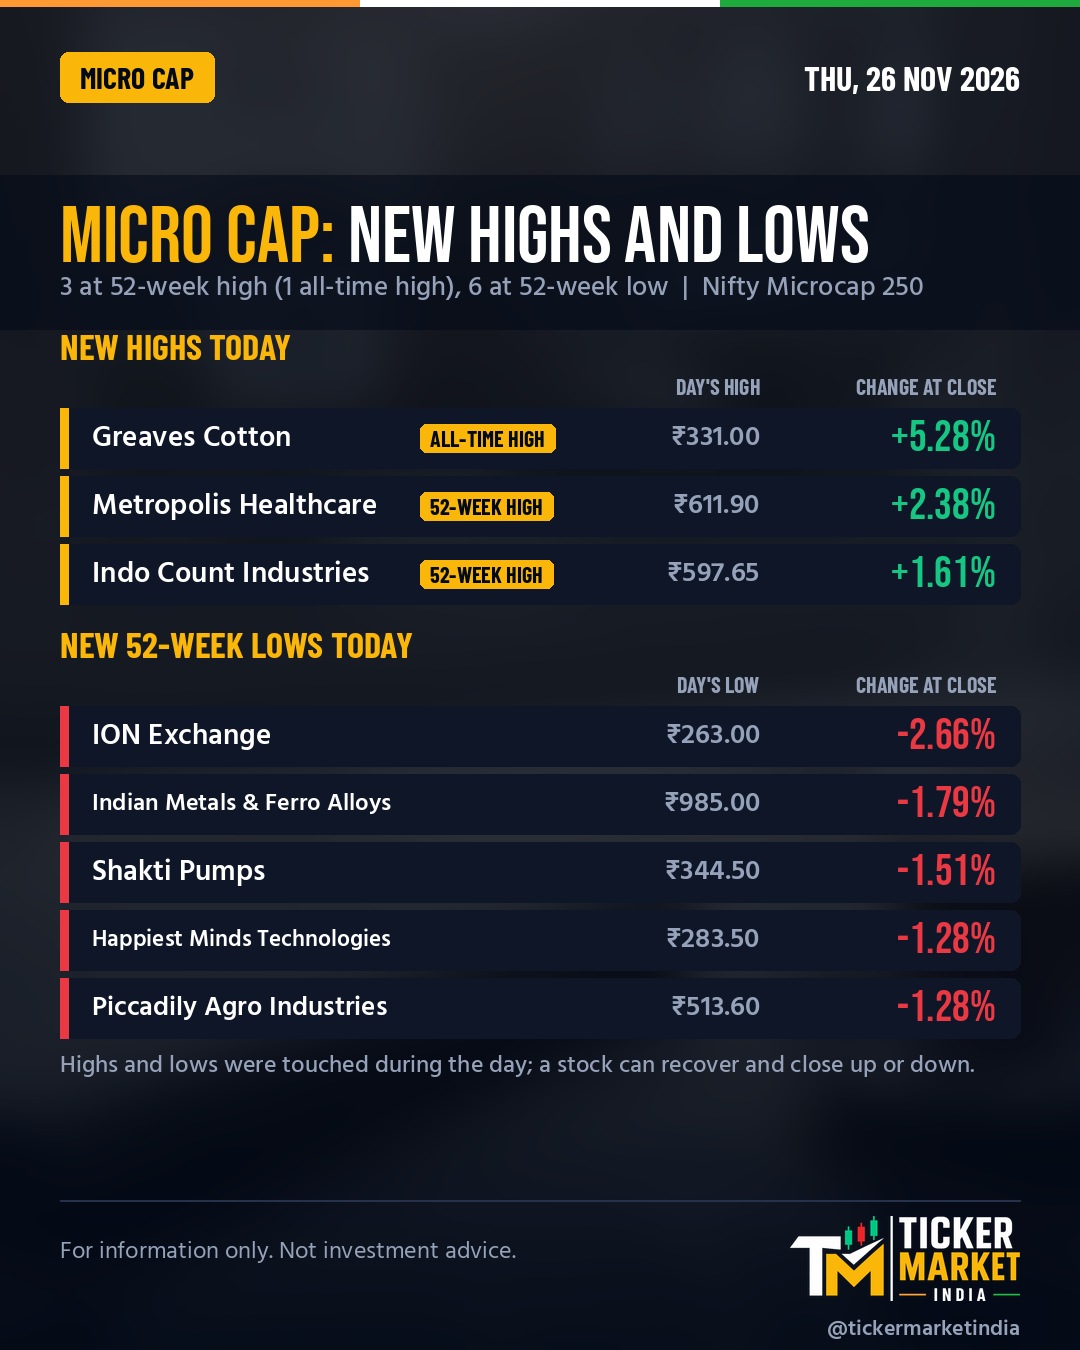 MICRO CAP
THU, 26 NOV 2026
MICRO CAP: NEW HIGHS AND LOWS
3 at 52-week high (1 all-time high), 6 at 52-week low | Nifty Microcap 250
NEW HIGHS TODAY
DAY'S HIGH CHANGE AT CLOSE
Greaves Cotton ALL-TIME HIGH ₹331.00 +5.28%
Metropolis Healthcare 52-WEEK HIGH ₹611.90 +2.38%
Indo Count Industries 52-WEEK HIGH ₹597.65 +1.61%
NEW 52-WEEK LOWS TODAY
DAY'S LOW CHANGE AT CLOSE
ION Exchange ₹263.00 -2.66%
Indian Metals & Ferro Alloys ₹985.00 -1.79%
Shakti Pumps ₹344.50 -1.51%
Happiest Minds Technologies ₹283.50 -1.28%
Piccadily Agro Industries ₹513.60 -1.28%
Highs and lows were touched during the day; a stock can recover and close up or down.
For information only. Not investment advice.
TM TICKER
MARKET
INDIA
@tickermarketindia